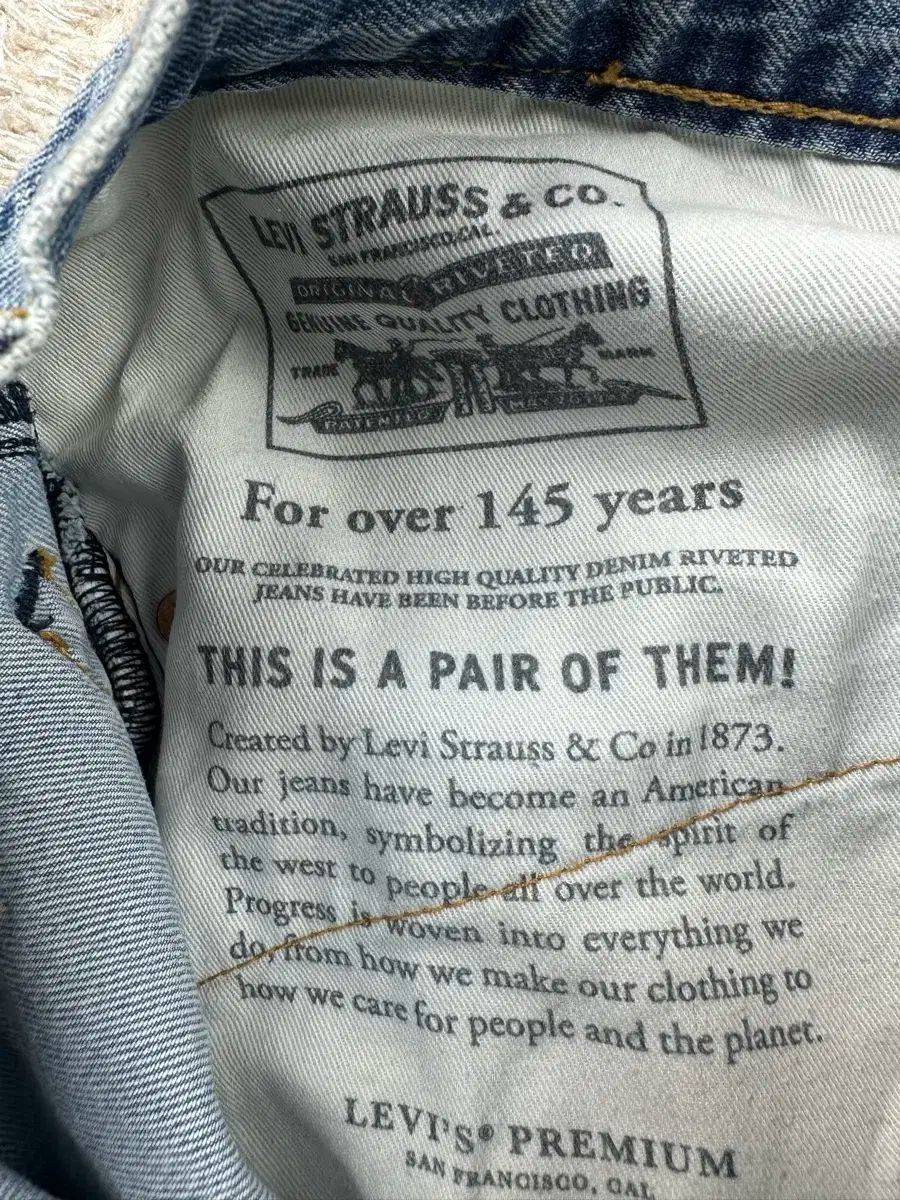 LEVI STRAUSS & CO.
SAN FRANCISCO, CAL.
ORIGINAL RIVETED
GENUINE QUALITY CLOTHING
TRADE MARK
For over 145 years
OUR CELEBRATED HIGH QUALITY DENIM RIVETED
JEANS HAVE BEEN BEFORE THE PUBLIC.
THIS IS A PAIR OF THEM!
Created by Levi Strauss & Co in 1873.
Our jeans have become an American
tradition, symbolizing the spirit of
the west to people all over the world.
Progress is woven into everything we
do, from how we make our clothing to
how we care for people and the planet.
LEVI'S® PREMIUM
SAN FRANCISCO, CAL